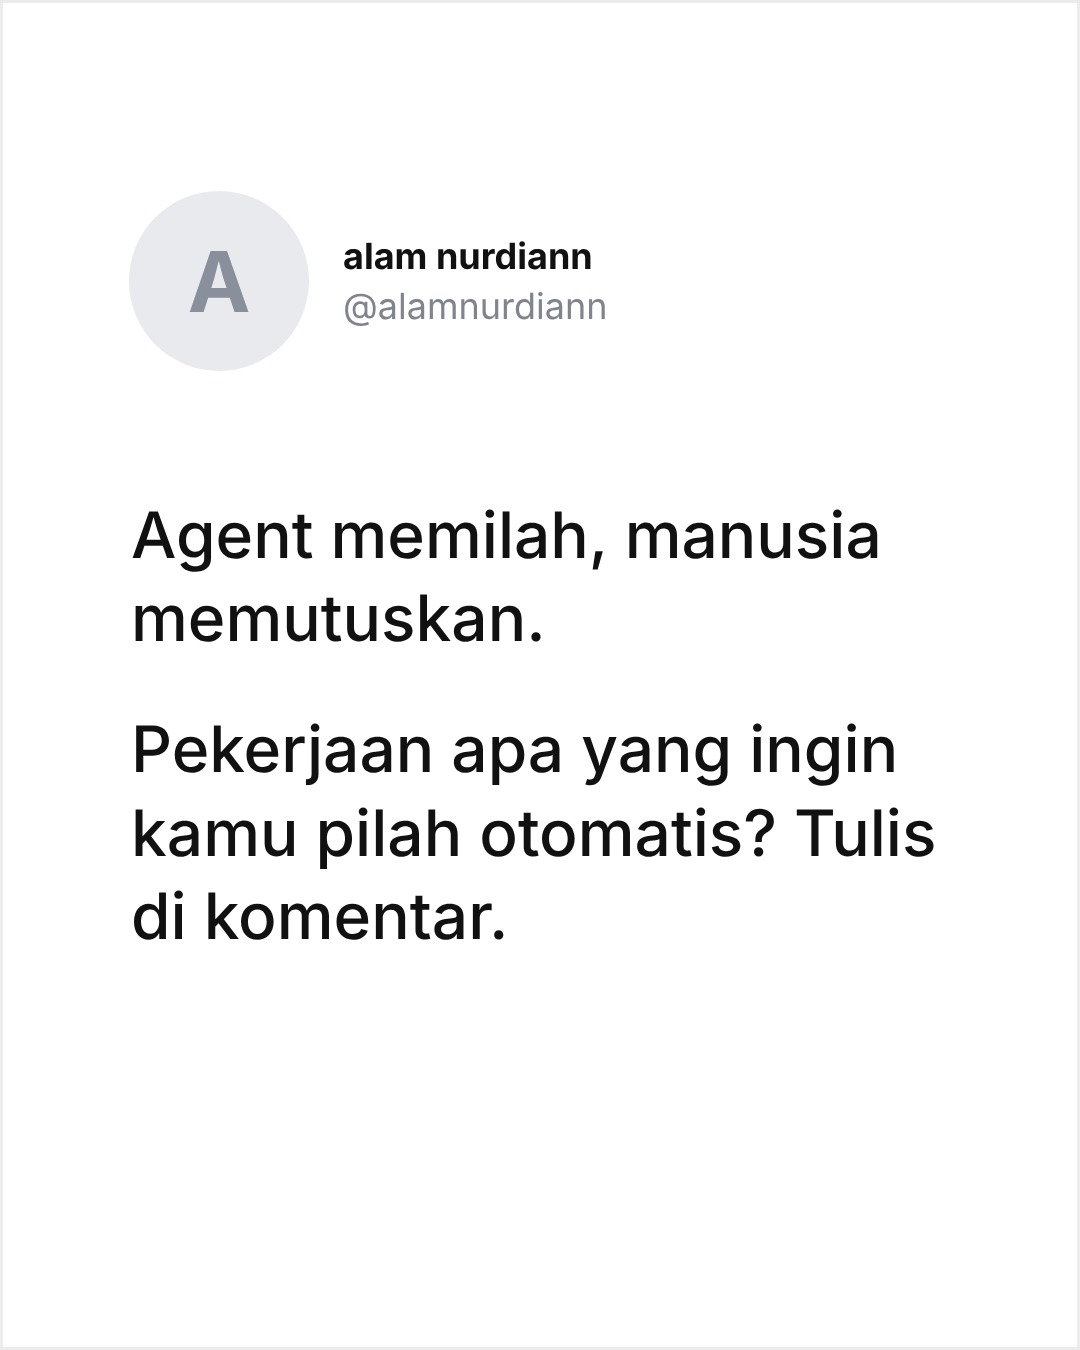 A
alam nurdiann
@alamnurdiann
Agent memilah, manusia
memutuskan.
Pekerjaan apa yang ingin
kamu pilah otomatis? Tulis
di komentar.